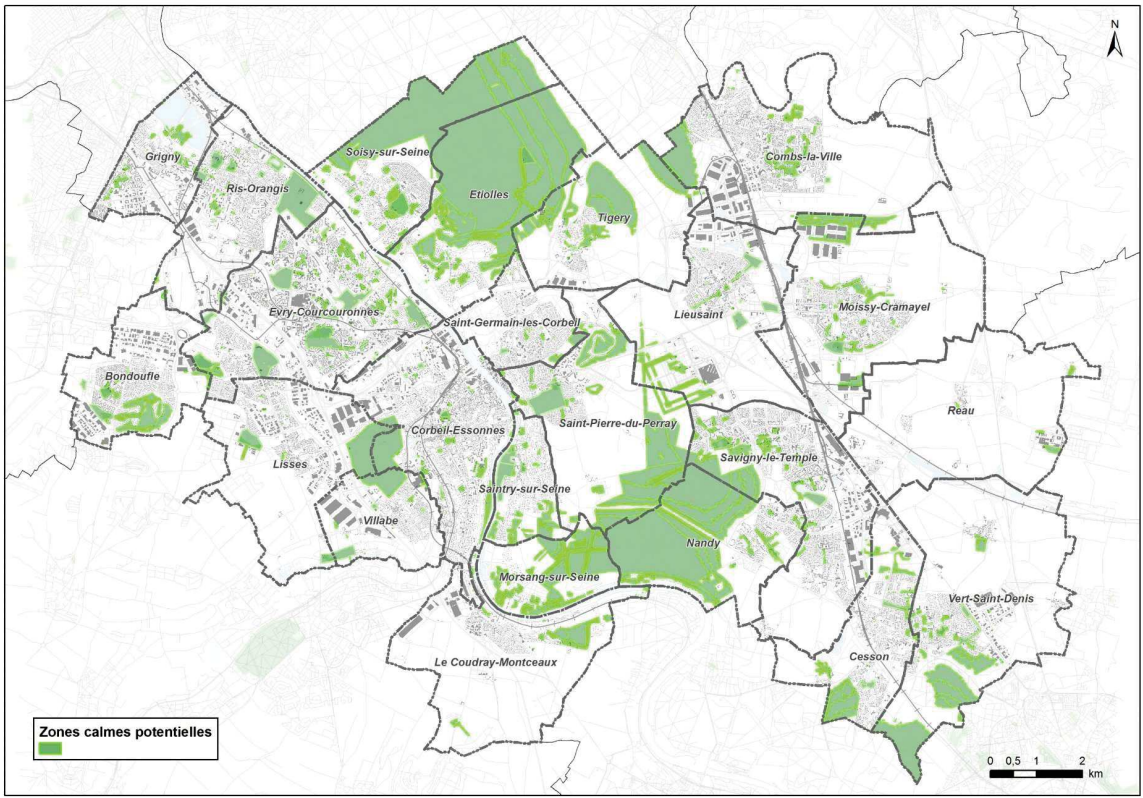 N
Grigny
Soisy-sur-Seine
Combs-la-Ville
Ris-Orangis
Etiolles
Tigery
Evry-Courcouronnes
Saint-Germain-les-Corbeil
Lieusaint
Moissy-Cramayel
Bondoufle
Reau
Corbeil-Essonnes
Saint-Pierre-du-Perray
Lisses
Savigny-le-Temple
Saintry-sur-Seine
Villabe
Nandy
Morsang-sur-Seine
Vert-Saint-Denis
Le Coudray-Montceaux
Cesson
Zones calmes potentielles
0 0,5 1 2
km